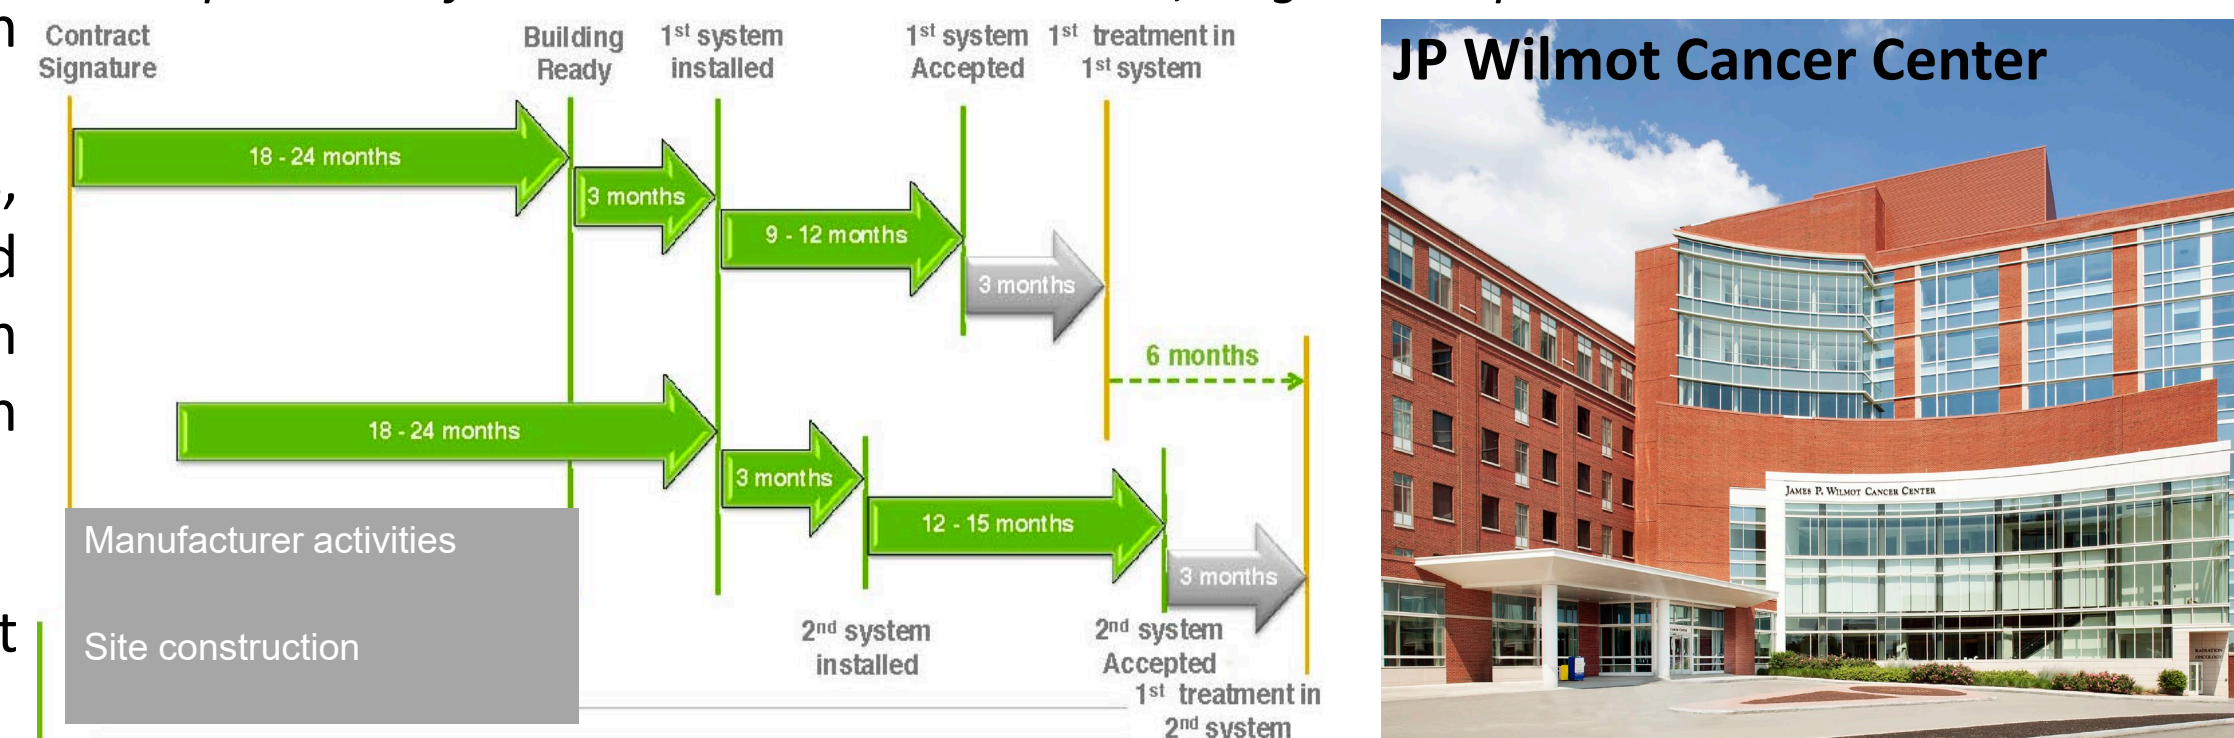 Contract
Signature
Building
Ready
1st system
installed
1st system
Accepted
1st treatment in
1st system
18 - 24 months
3 months
9 - 12 months
3 months
6 months
18 - 24 months
3 months
12 - 15 months
3 months
2nd system
installed
2nd system
Accepted
1st treatment in
2nd system
Manufacturer activities
Site construction
JP Wilmot Cancer Center
JAMES P. WILMOT CANCER CENTER
RADIATION
ONCOLOGY